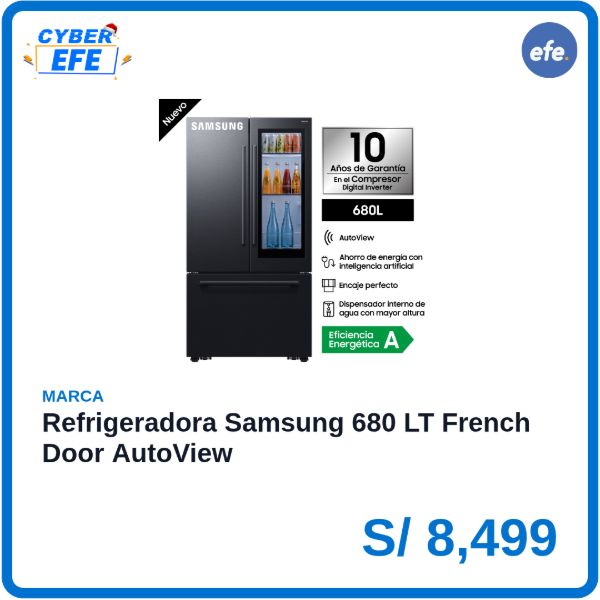 CYBER
EFE
efe.
Nuevo
SAMSUNG
10
Años de Garantía
En el Compresor
Digital Inverter
680L
AutoView
Ahorro de energía con
inteligencia artificial
Encaje perfecto
Dispensador interno de
agua con mayor altura
Eficiencia
Energética A
MARCA
Refrigeradora Samsung 680 LT French
Door AutoView
S/ 8,499